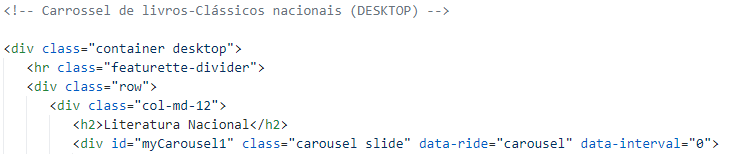 <!-- Carrossel de livros-Clássicos nacionais (DESKTOP) -->
<div class="container desktop">
<hr class="featurette-divider">
<div class="row">
<div class="col-md-12">
<h2>Literatura Nacional</h2>
<div id="myCarousel1" class="carousel slide" data-ride="carousel" data-interval="0">